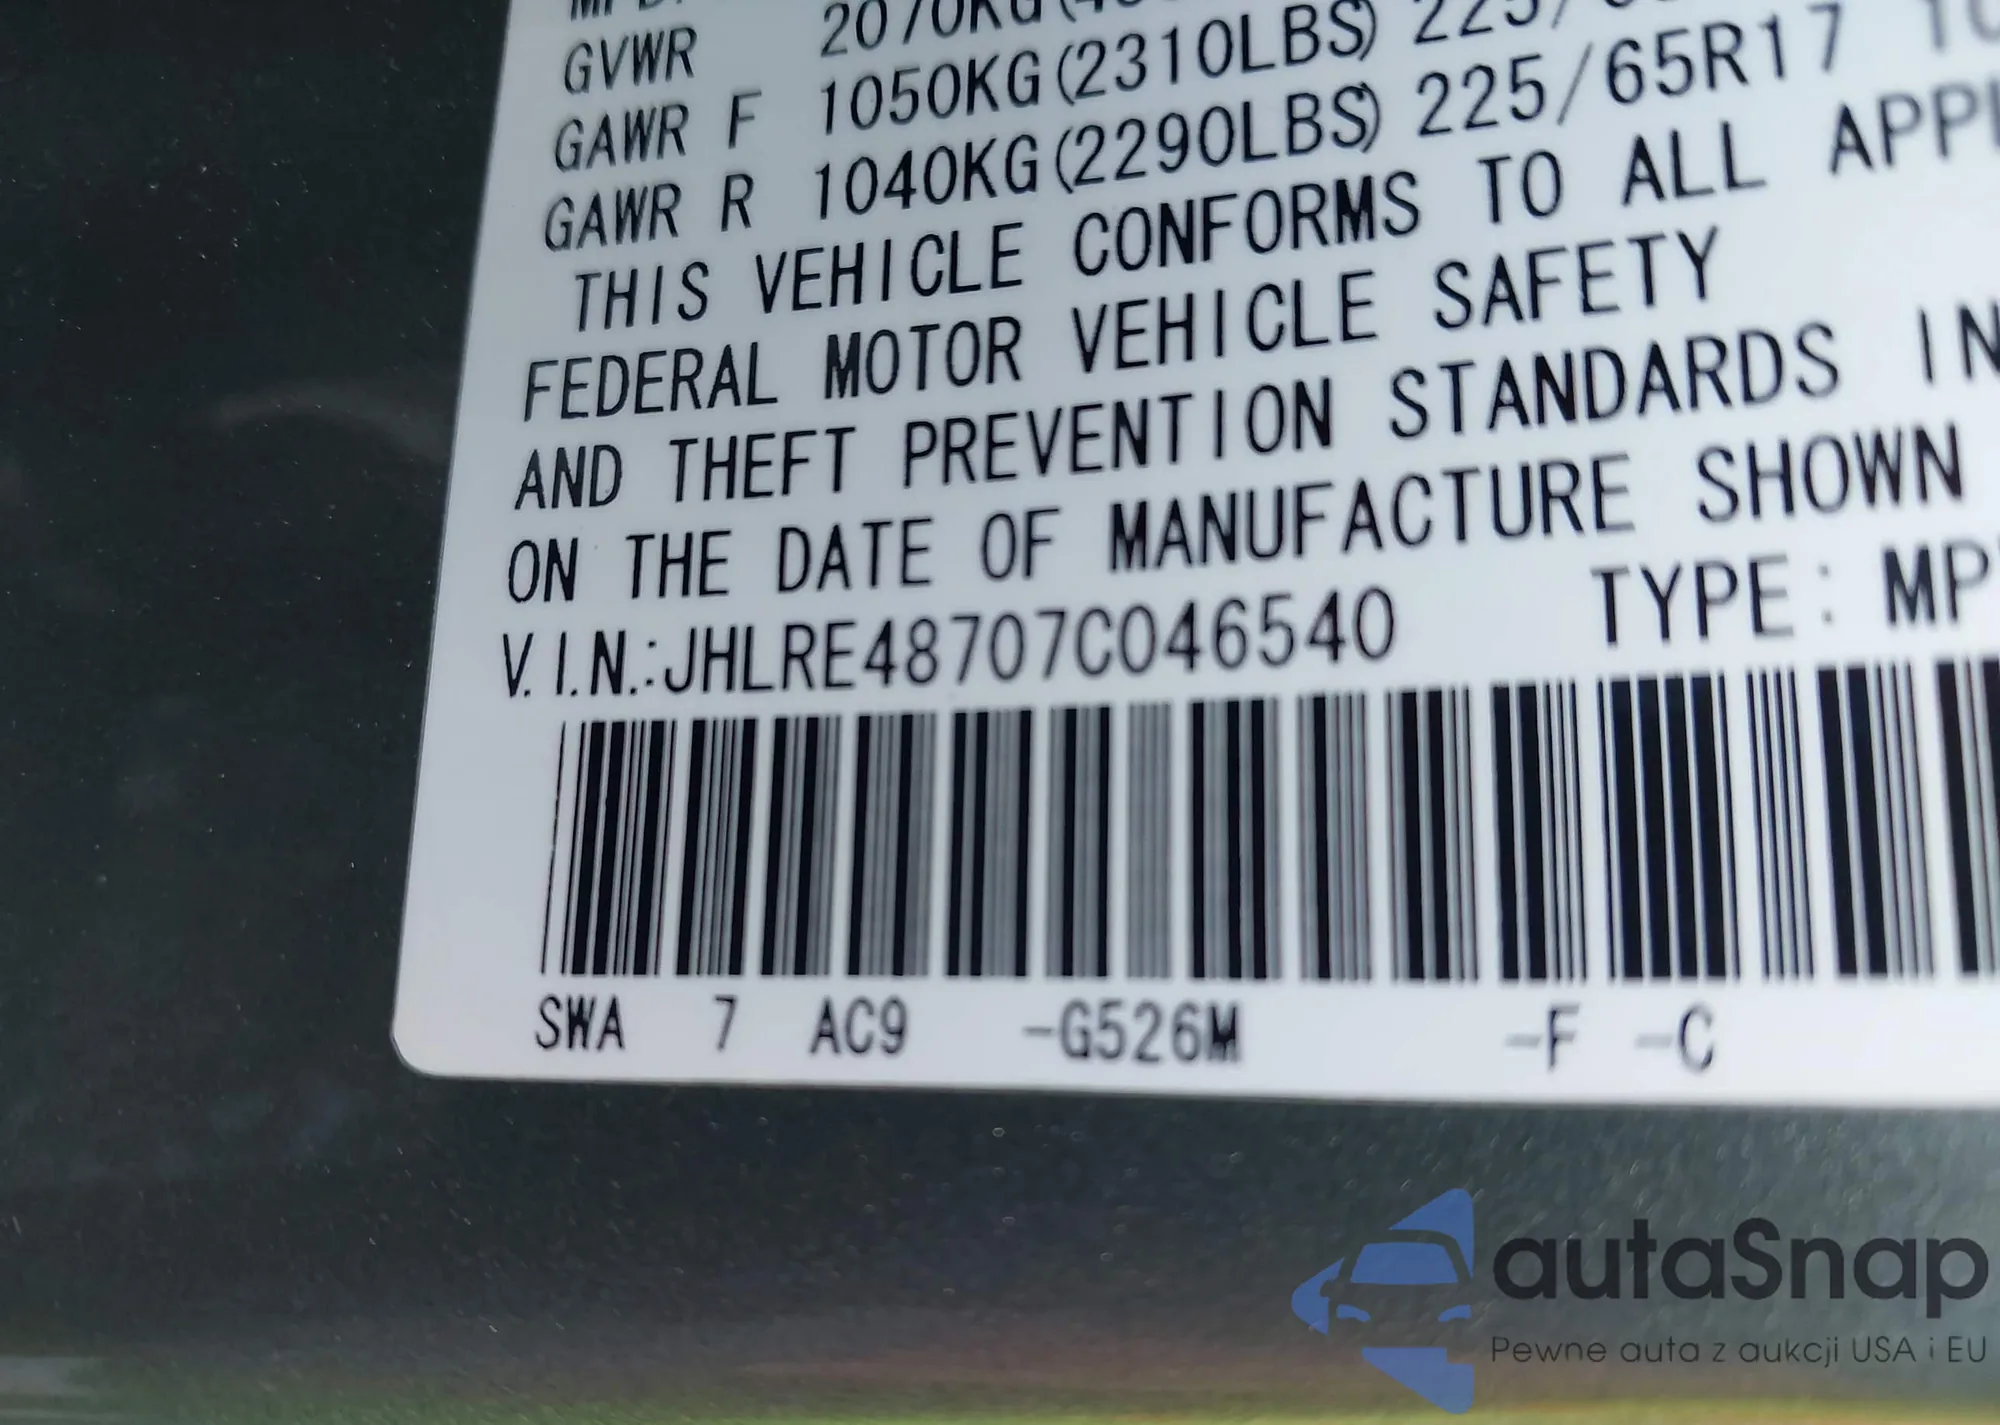 GVWR 2070KG
GAWR F 1050KG(2310LBS)
GAWR R 1040KG(2290LBS) 225/65R17
THIS VEHICLE CONFORMS TO ALL
FEDERAL MOTOR VEHICLE SAFETY
AND THEFT PREVENTION STANDARDS IN
ON THE DATE OF MANUFACTURE SHOWN
V.I.N.:JHLRE48707C046540 TYPE: MP
SWA 7 AC9 -G526M -F -C
autaSnap
Pewne auta z aukcji USA i EU